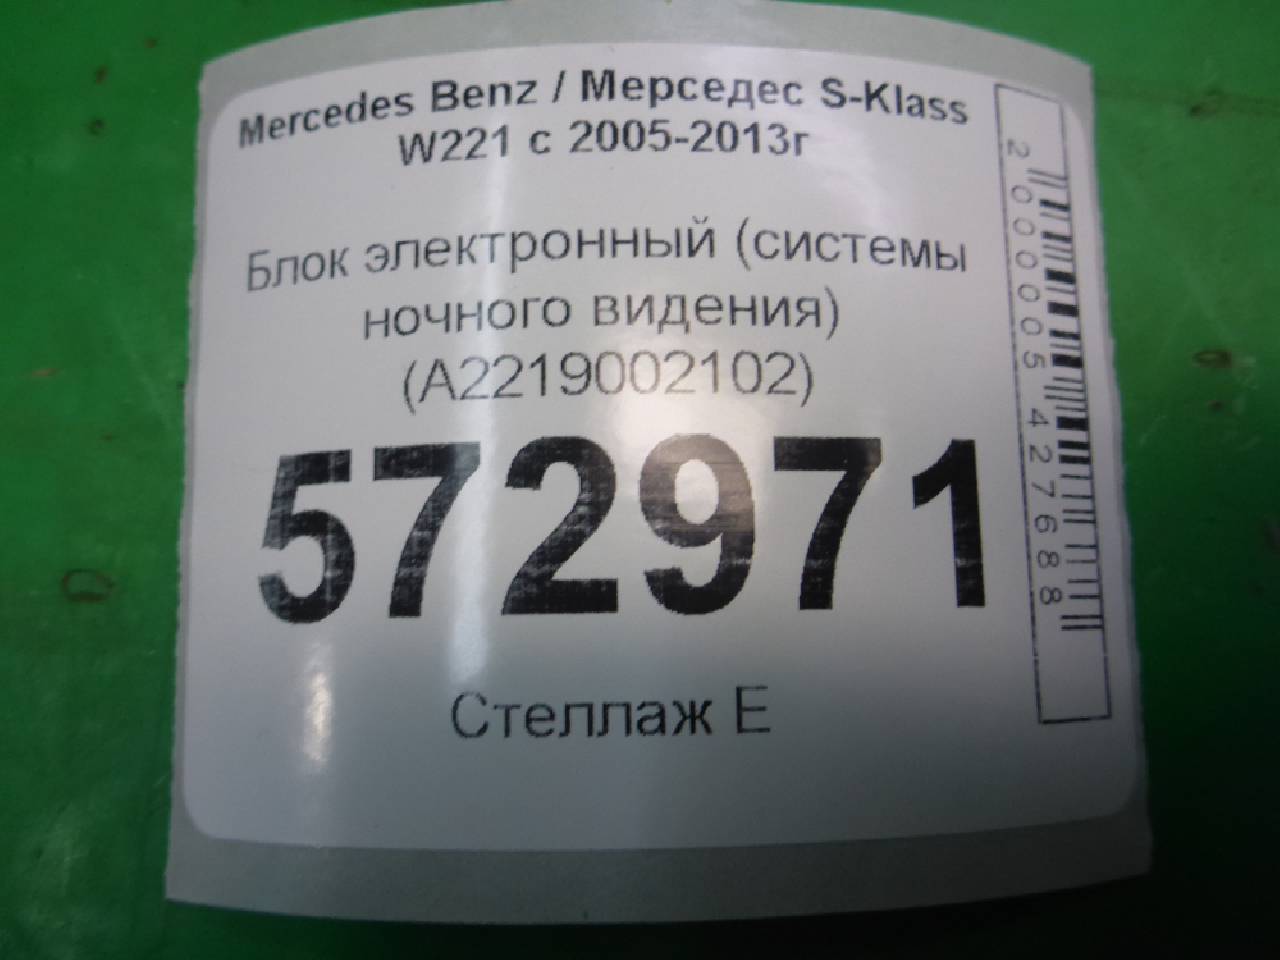 Mercedes Benz / Мерседес S-Klass
W221 с 2005-2013г
Блок электронный (системы
ночного видения)
(A2219002102)
572971
Стеллаж Е
2000005427688